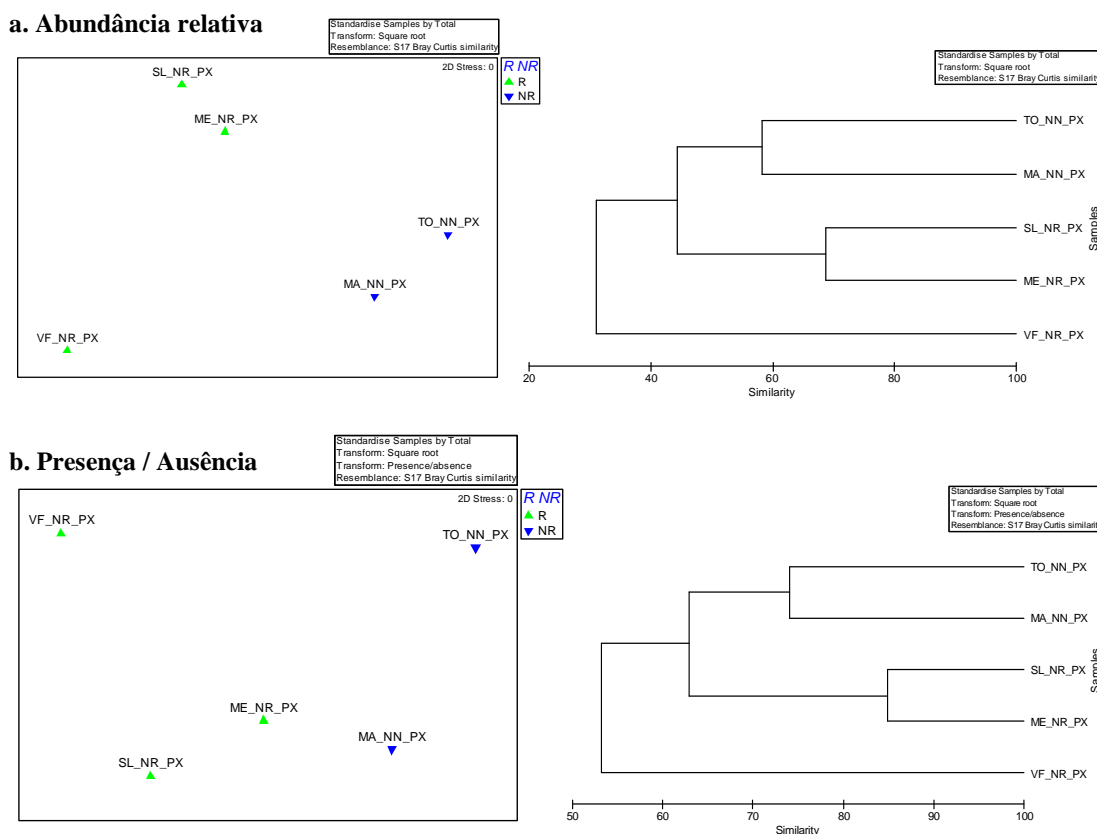 a. Abundância relativa
Standardise Samples by Total
Transform: Square root
Resemblance: S17 Bray Curtis similarity
2D Stress: 0
R NR
R
NR
SL_NR_PX
ME_NR_PX
TO_NN_PX
MA_NN_PX
VF_NR_PX
Standardise Samples by Total
Transform: Square root
Resemblance: S17 Bray Curtis similarity
TO_NN_PX
MA_NN_PX
SL_NR_PX
ME_NR_PX
VF_NR_PX
Samples
20 40 60 80 100
Similarity
b. Presença / Ausência
Standardise Samples by Total
Transform: Square root
Transform: Presence/absence
Resemblance: S17 Bray Curtis similarity
2D Stress: 0
R NR
R
NR
VF_NR_PX
TO_NN_PX
ME_NR_PX
MA_NN_PX
SL_NR_PX
Standardise Samples by Total
Transform: Square root
Transform: Presence/absence
Resemblance: S17 Bray Curtis similarity
TO_NN_PX
MA_NN_PX
SL_NR_PX
ME_NR_PX
VF_NR_PX
Samples
50 60 70 80 90 100
Similarity